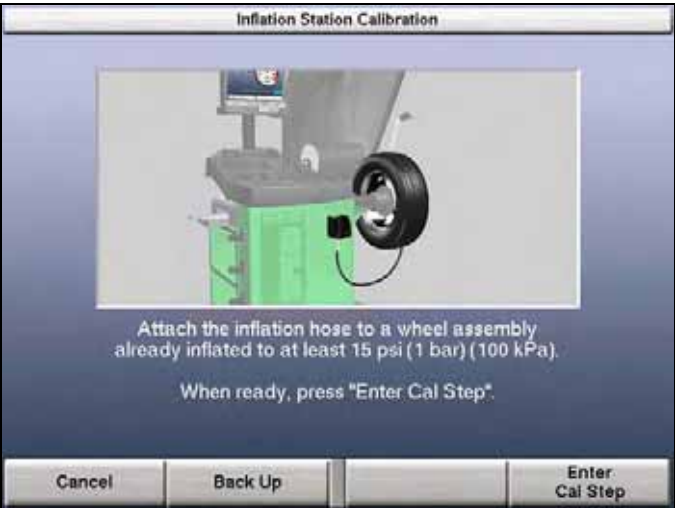 Inflation Station Calibration
Attach the inflation hose to a wheel assembly
already inflated to at least 15 psi (1 bar) (100 kPa).
When ready, press "Enter Cal Step".
Cancel
Back Up
Enter
Cal Step